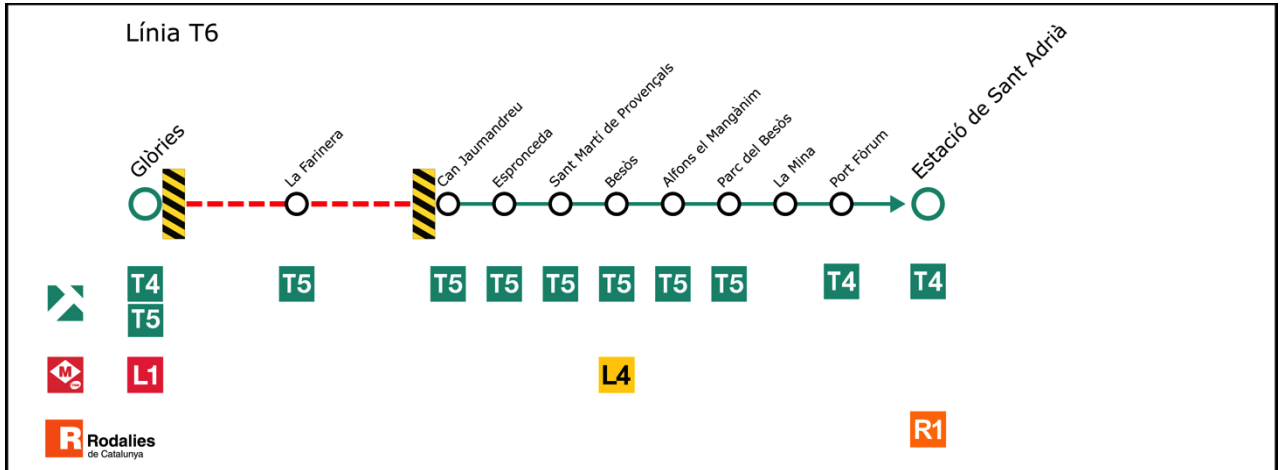 Línia T6
Glòries
La Farinera
Can Jaumandreu
Espronceda
Sant Martí de Provençals
Besòs
Alfons el Mangànim
Parc del Besòs
La Mina
Port Fòrum
Estació de Sant Adrià
T4 T5 T5 T5 T5 T5 T5 T5 T4 T4
T5
M L1 L4
R Rodalies R1
de Catalunya